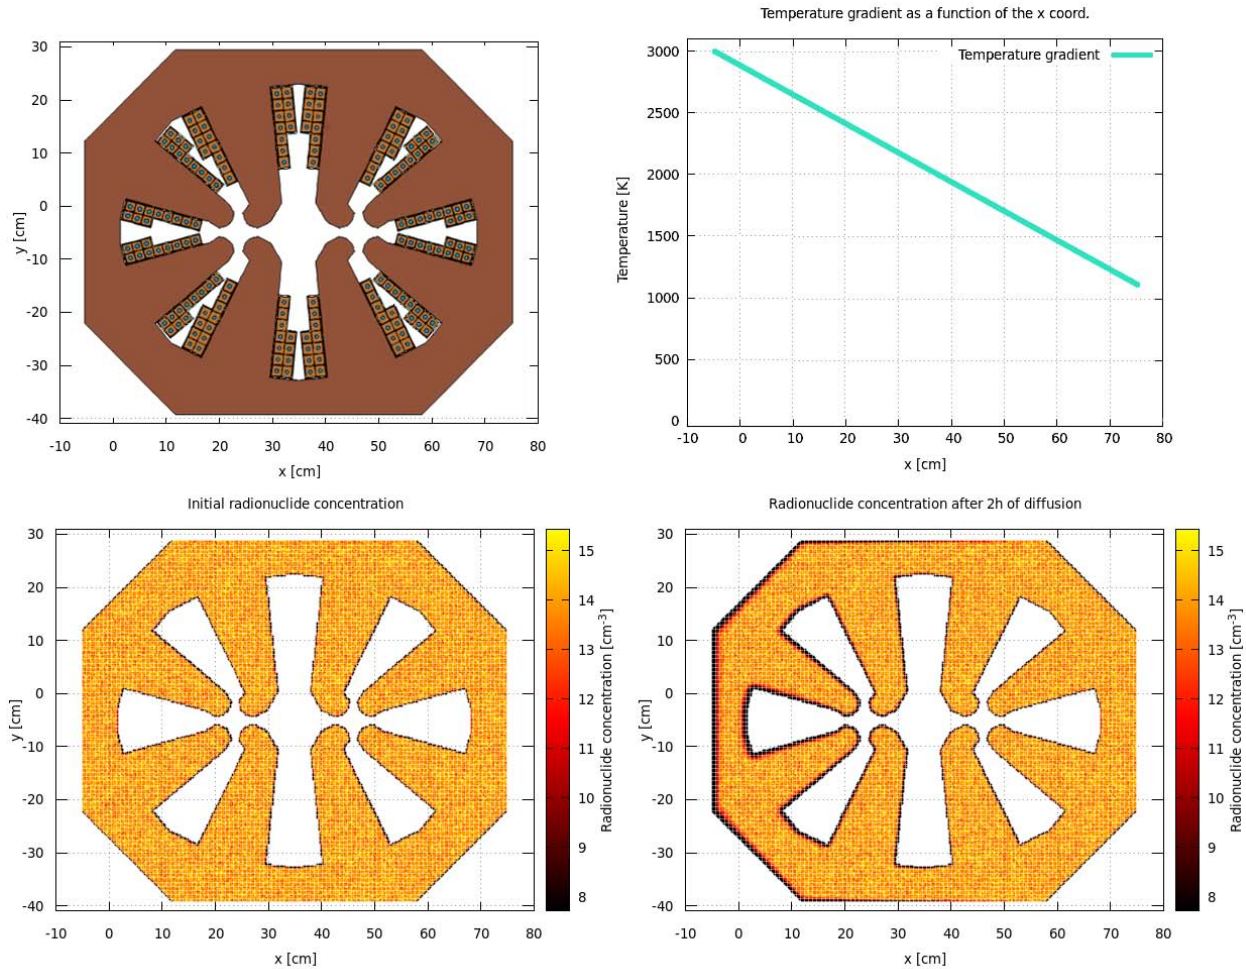 30
20
10
0
-10
-20
-30
-40
y [cm]
-10 0 10 20 30 40 50 60 70 80
x [cm]
Temperature gradient as a function of the x coord.
Temperature gradient
3000
2500
2000
1500
1000
500
0
Temperature [K]
-10 0 10 20 30 40 50 60 70 80
x [cm]
Initial radionuclide concentration
30
20
10
0
-10
-20
-30
-40
y [cm]
-10 0 10 20 30 40 50 60 70 80
x [cm]
15
14
13
12
11
10
9
8
Radionuclide concentration [cm⁻³]
Radionuclide concentration after 2h of diffusion
30
20
10
0
-10
-20
-30
-40
y [cm]
-10 0 10 20 30 40 50 60 70 80
x [cm]
15
14
13
12
11
10
9
8
Radionuclide concentration [cm⁻³]